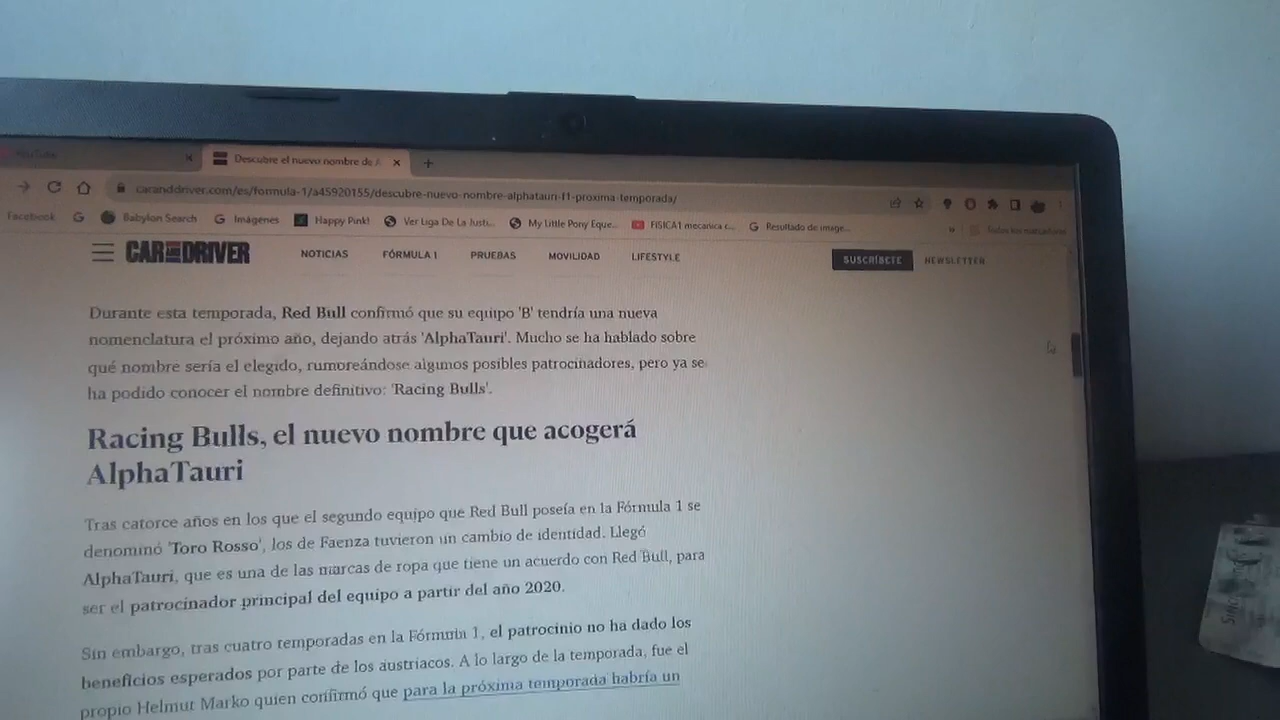 YouTube
Descubre el nuevo nombre de A
caranddriver.com/es/formula-1/a45920155/descubre-nuevo-nombre-alphatauri-f1-proxima-temporada/
Facebook Babylon Search Imágenes Happy Pink! Ver Liga De La Justi... My Little Pony Eque... FISICA1 mecanica c... Resultado de image... Todos los marcadores
CAR AND DRIVER NOTICIAS FÓRMULA 1 PRUEBAS MOVILIDAD LIFESTYLE SUSCRÍBETE NEWSLETTER
Durante esta temporada, Red Bull confirmó que su equipo 'B' tendría una nueva
nomenclatura el próximo año, dejando atrás 'AlphaTauri'. Mucho se ha hablado sobre
qué nombre sería el elegido, rumoreándose algunos posibles patrocinadores, pero ya se
ha podido conocer el nombre definitivo: 'Racing Bulls'.
Racing Bulls, el nuevo nombre que acogerá
AlphaTauri
Tras catorce años en los que el segundo equipo que Red Bull poseía en la Fórmula 1 se
denominó 'Toro Rosso', los de Faenza tuvieron un cambio de identidad. Llegó
AlphaTauri, que es una de las marcas de ropa que tiene un acuerdo con Red Bull, para
ser el patrocinador principal del equipo a partir del año 2020.
Sin embargo, tras cuatro temporadas en la Fórmula 1, el patrocinio no ha dado los
beneficios esperados por parte de los austriacos. A lo largo de la temporada, fue el
propio Helmut Marko quien confirmó que para la próxima temporada habría un